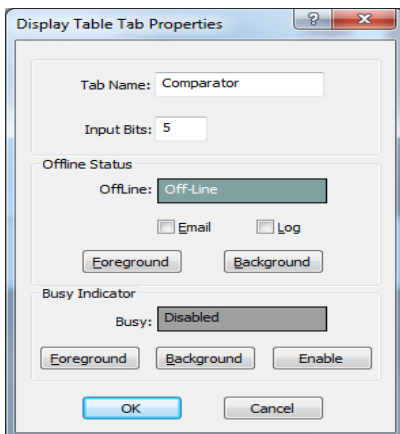 Display Table Tab Properties
Tab Name: Comparator
Input Bits: 5
Offline Status
OffLine: Off-Line
Email Log
Foreground Background
Busy Indicator
Busy: Disabled
Foreground Background Enable
OK Cancel